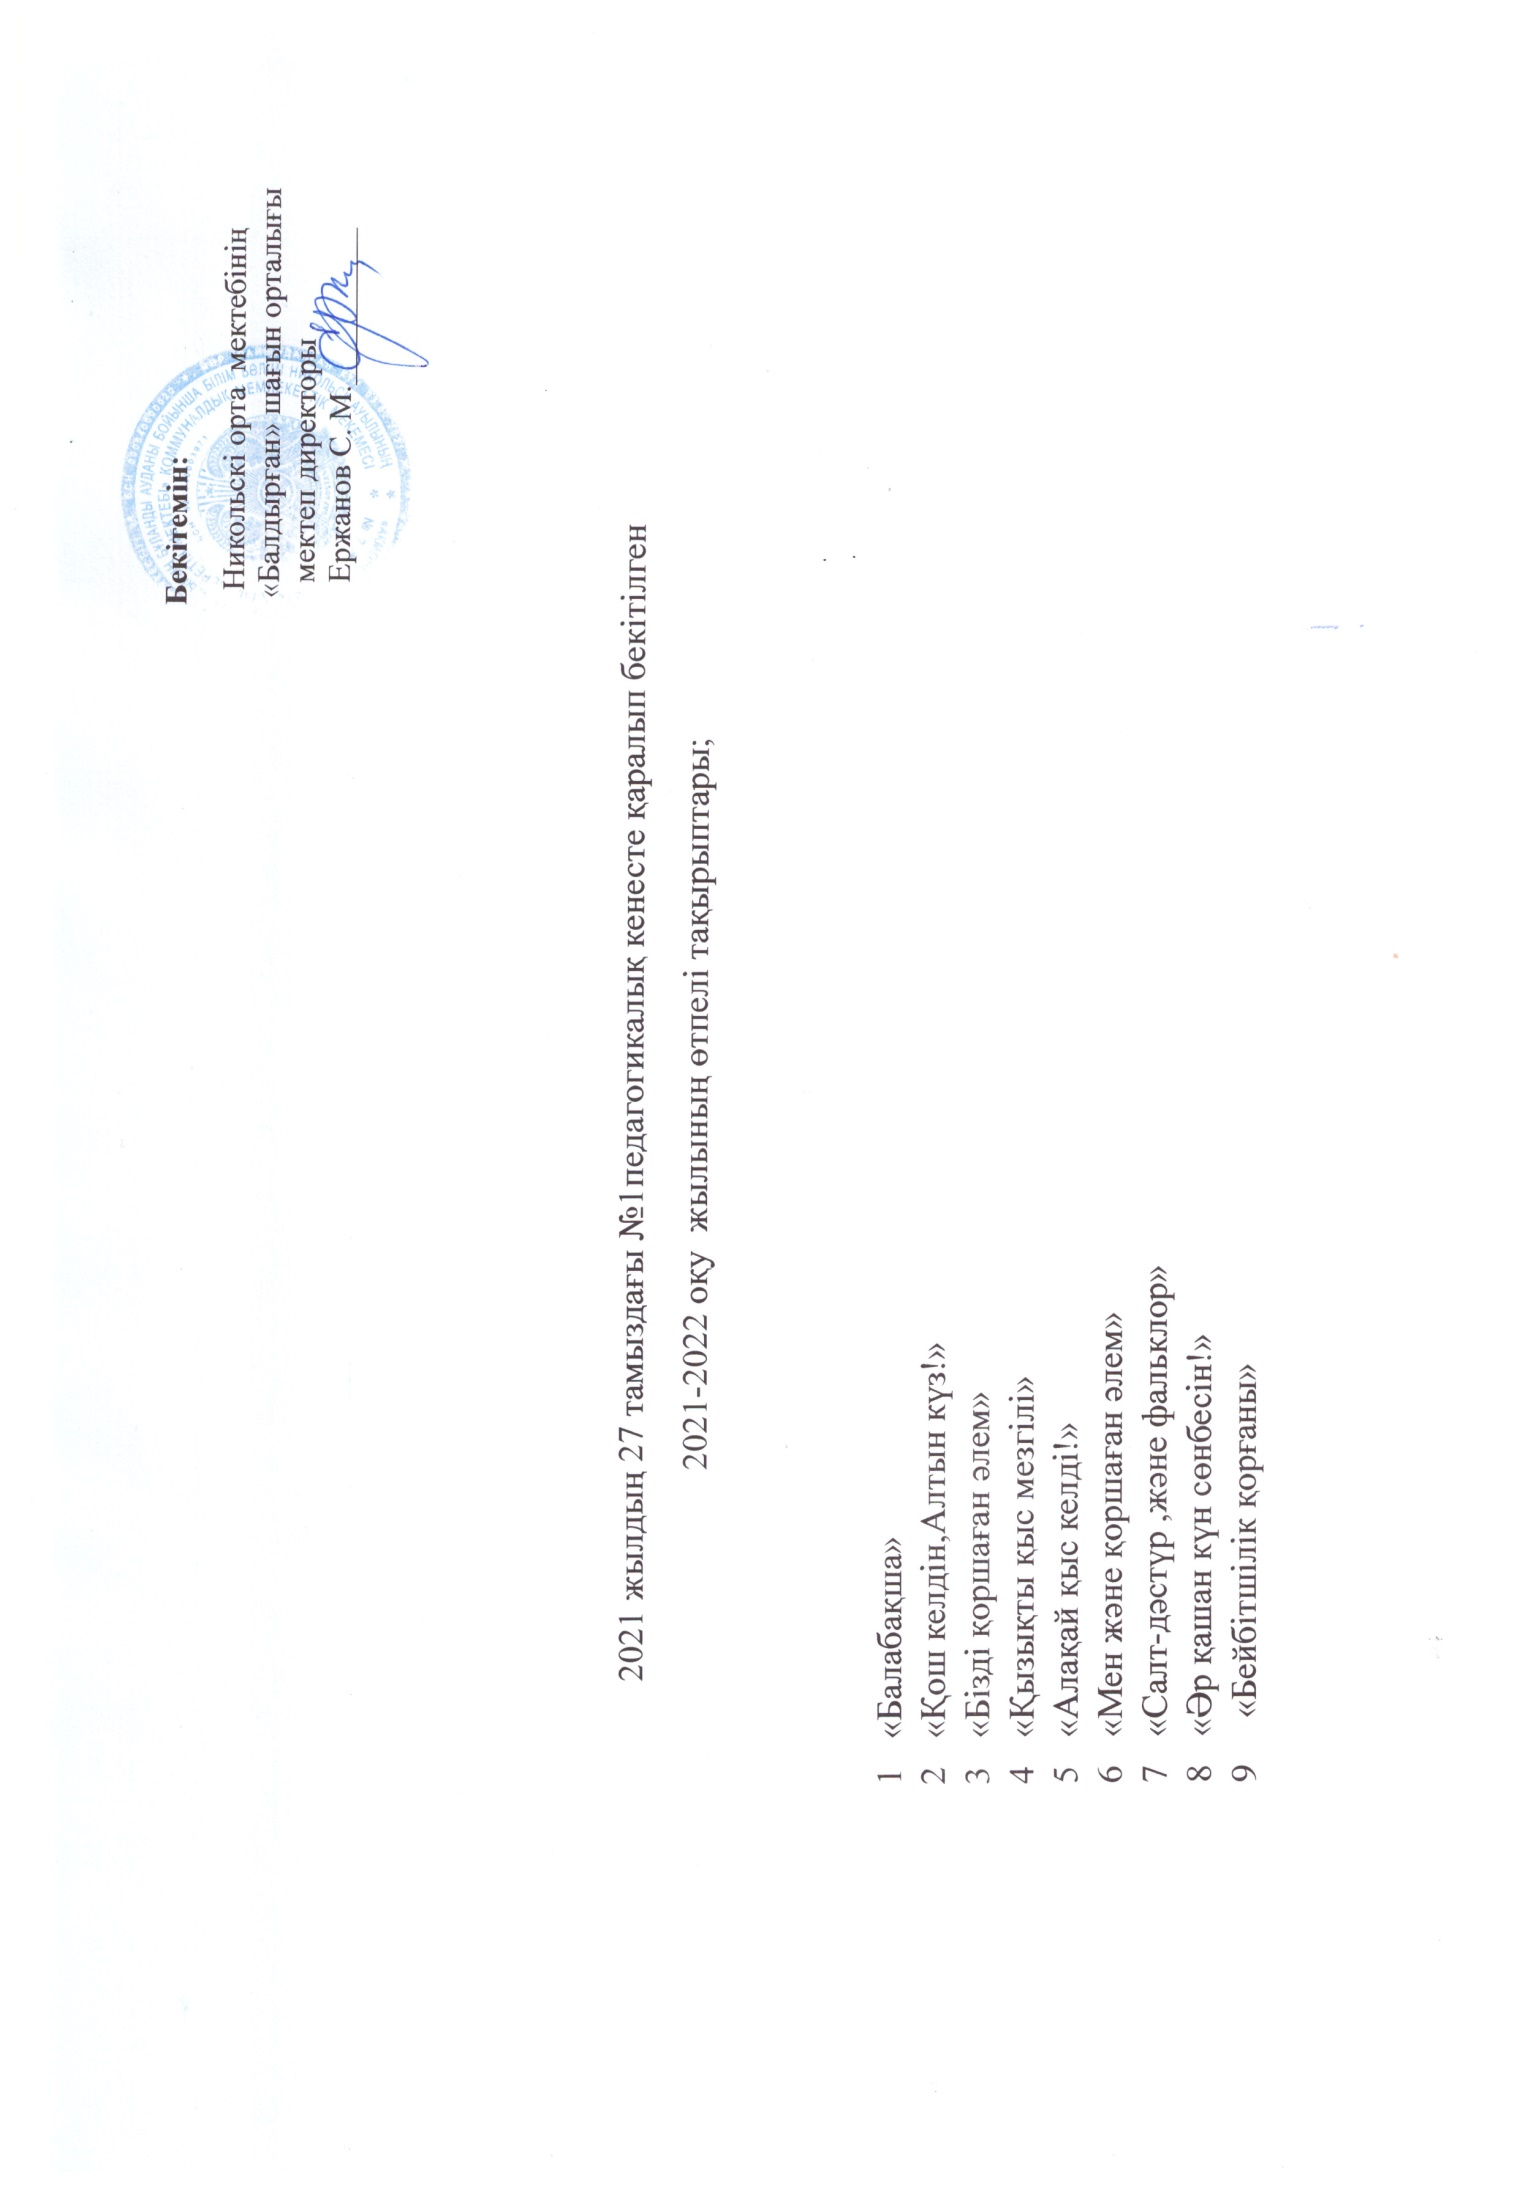 Бекітемін:
Никольскі орта мектебінің
«Балдырған» шағын орталығы
мектеп директоры
Ержанов С. М.
2021 жылдың 27 тамыздағы №1педагогикалық кенесте қаралып бекітілген
2021-2022 оқу жылының өтпелі тақырыптары;
1 «Балабақша»
2 «Қош келдін,Алтын күз!»
3 «Бізді қоршаған әлем»
4 «Қызықты қыс мезгілі»
5 «Алақай қыс келді!»
6 «Мен және қоршаған әлем»
7 «Салт-дәстүр ,және фальклор»
8 «Әр қашан күн сөнбесін!»
9 «Бейбітшілік қорғаны»